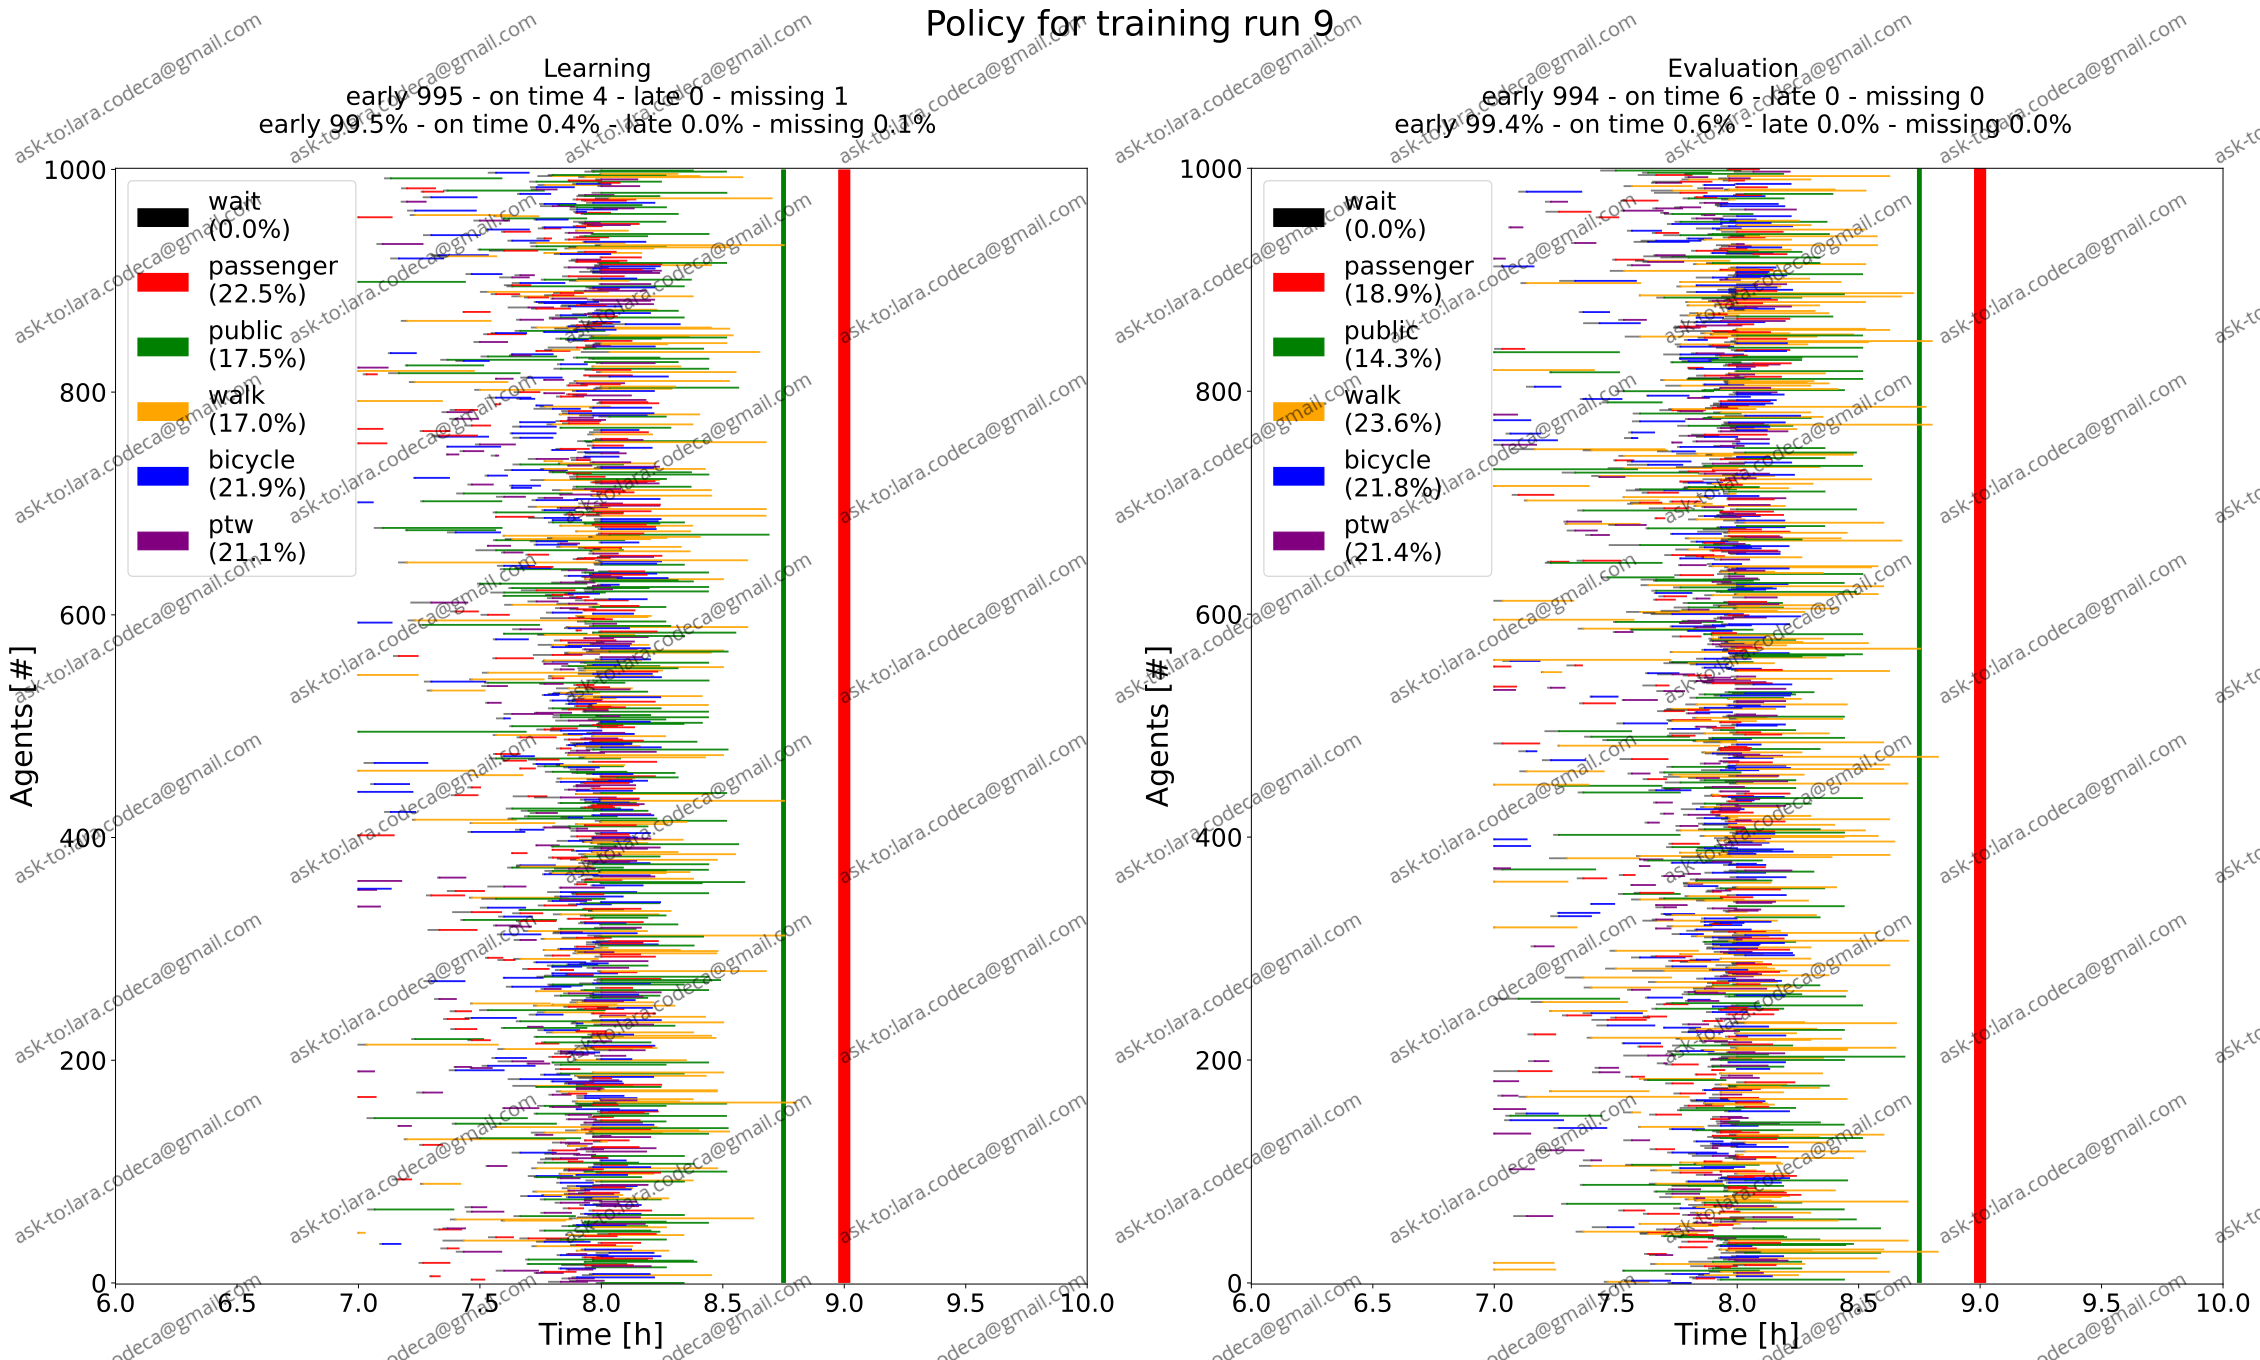 Policy for training run 9
Learning
early 995 - on time 4 - late 0 - missing 1
early 99.5% - on time 0.4% - late 0.0% - missing 0.1%
Agents [#]
1000
800
600
400
200
0
wait
(0.0%)
passenger
(22.5%)
public
(17.5%)
walk
(17.0%)
bicycle
(21.9%)
ptw
(21.1%)
6.0 6.5 7.0 7.5 8.0 8.5 9.0 9.5 10.0
Time [h]
Evaluation
early 994 - on time 6 - late 0 - missing 0
early 99.4% - on time 0.6% - late 0.0% - missing 0.0%
Agents [#]
1000
800
600
400
200
0
wait
(0.0%)
passenger
(18.9%)
public
(14.3%)
walk
(23.6%)
bicycle
(21.8%)
ptw
(21.4%)
6.0 6.5 7.0 7.5 8.0 8.5 9.0 9.5 10.0
Time [h]
ask-to:lara.codeca@gmail.com